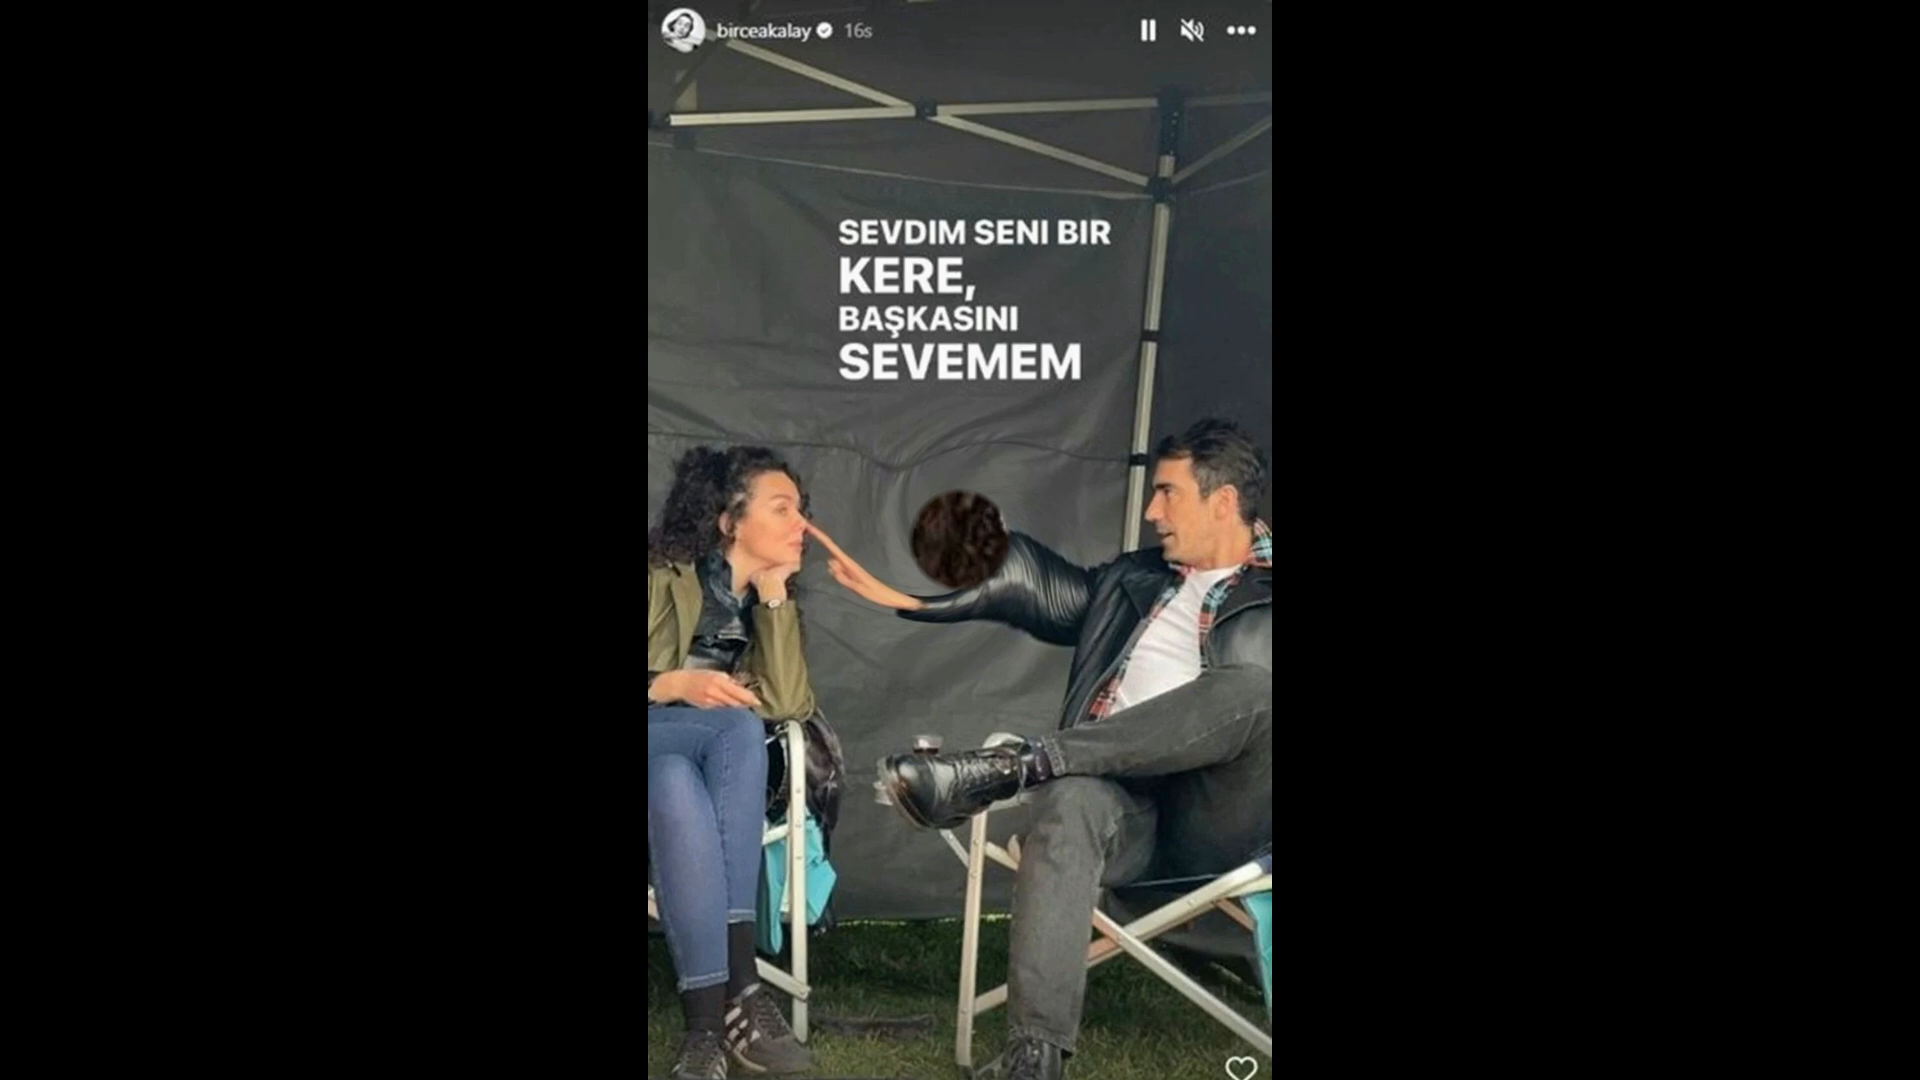 birceakalay 16s
SEVDIM SENI BIR
KERE,
BAŞKASINI
SEVEMEM